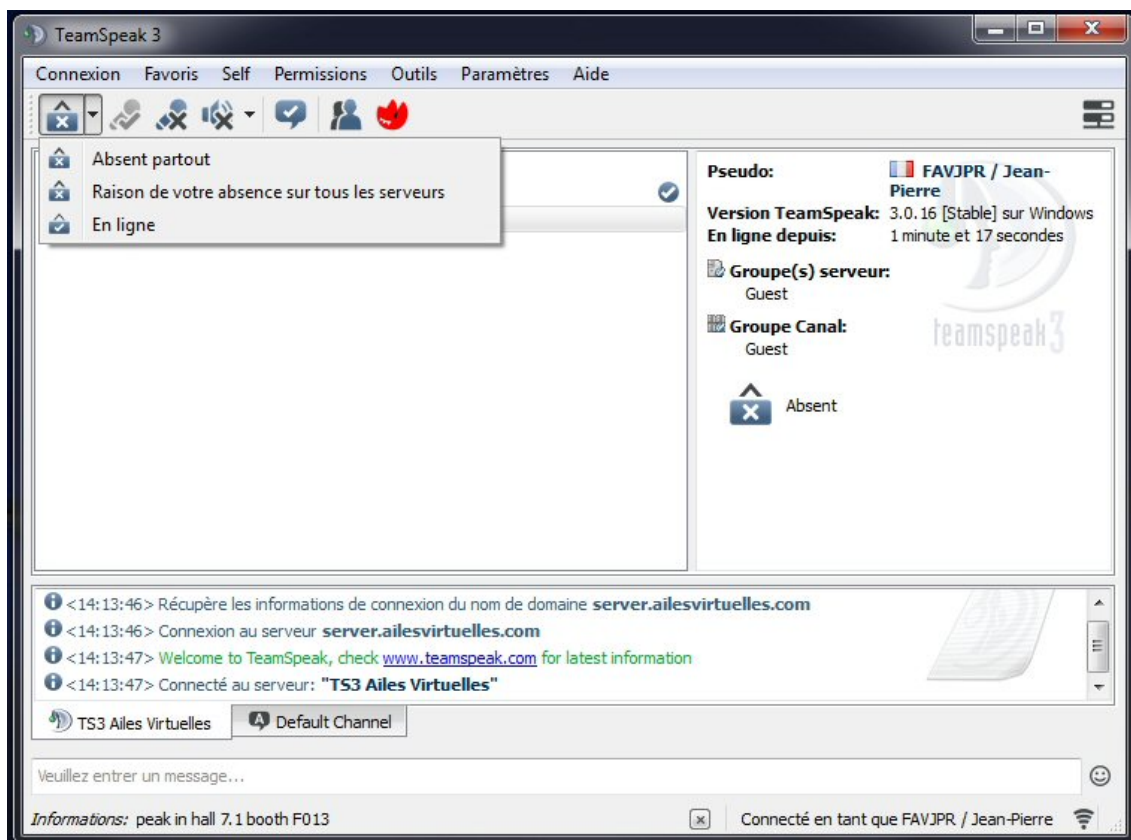 TeamSpeak 3
Connexion Favoris Self Permissions Outils Paramètres Aide
Absent partout
Raison de votre absence sur tous les serveurs
En ligne
Pseudo: FAVJPR / Jean-
Pierre
Version TeamSpeak: 3.0.16 [Stable] sur Windows
En ligne depuis: 1 minute et 17 secondes
Groupe(s) serveur:
Guest
Groupe Canal:
Guest
teamspeak 3
Absent
<14:13:46> Récupère les informations de connexion du nom de domaine server.ailesvirtuelles.com
<14:13:46> Connexion au serveur server.ailesvirtuelles.com
<14:13:47> Welcome to TeamSpeak, check www.teamspeak.com for latest information
<14:13:47> Connecté au serveur: "TS3 Ailes Virtuelles"
TS3 Ailes Virtuelles Default Channel
Veuillez entrer un message...
Informations: peak in hall 7.1 booth F013 Connecté en tant que FAVJPR / Jean-Pierre